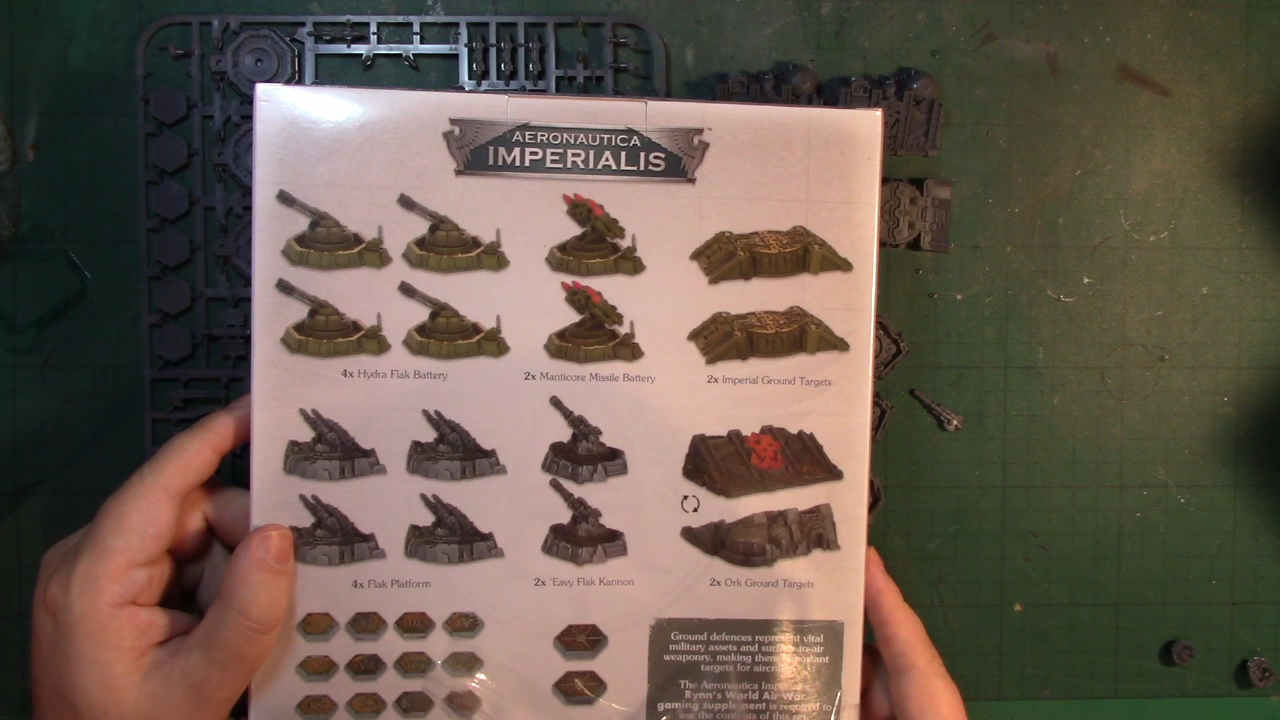 AERONAUTICA
IMPERIALIS
4x Hydra Flak Battery
2x Manticore Missile Battery
2x Imperial Ground Targets
4x Flak Platform
2x 'Eavy Flak Kannon
2x Ork Ground Targets
Ground defences represent vital
military assets and surface-to-air
weaponry, making them important
targets for aircraft.
The Aeronautica Imperialis:
Rynn's World Air War
gaming supplement is required to
use the contents of this set.